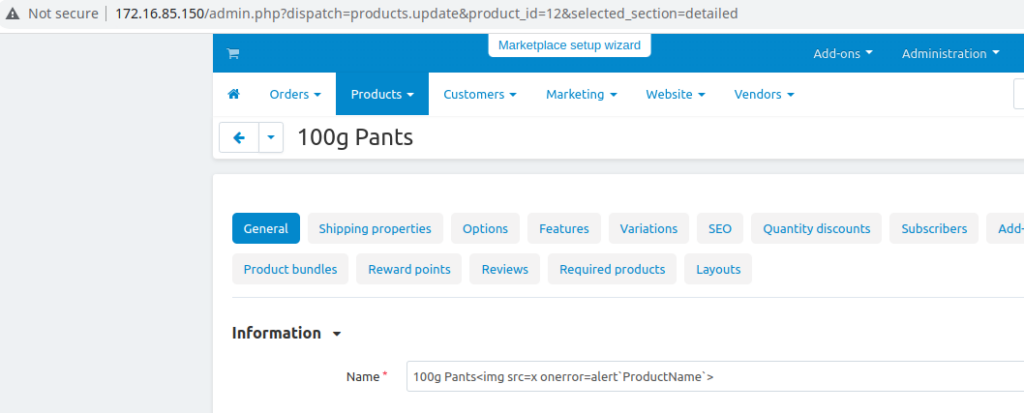 Not secure 172.16.85.150/admin.php?dispatch=products.update&product_id=12&selected_section=detailed
Marketplace setup wizard
Add-ons Administration
Orders Products Customers Marketing Website Vendors
100g Pants
General Shipping properties Options Features Variations SEO Quantity discounts Subscribers Add-
Product bundles Reward points Reviews Required products Layouts
Information
Name * 100g Pants<img src=x onerror=alert`ProductName`>